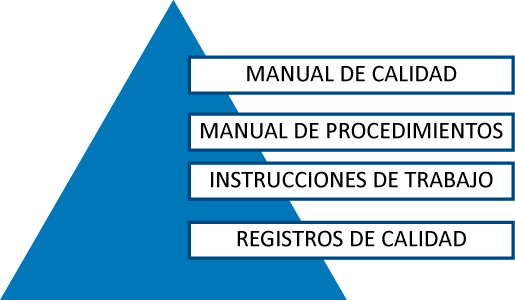 MANUAL DE CALIDAD
MANUAL DE PROCEDIMIENTOS
INSTRUCCIONES DE TRABAJO
REGISTROS DE CALIDAD